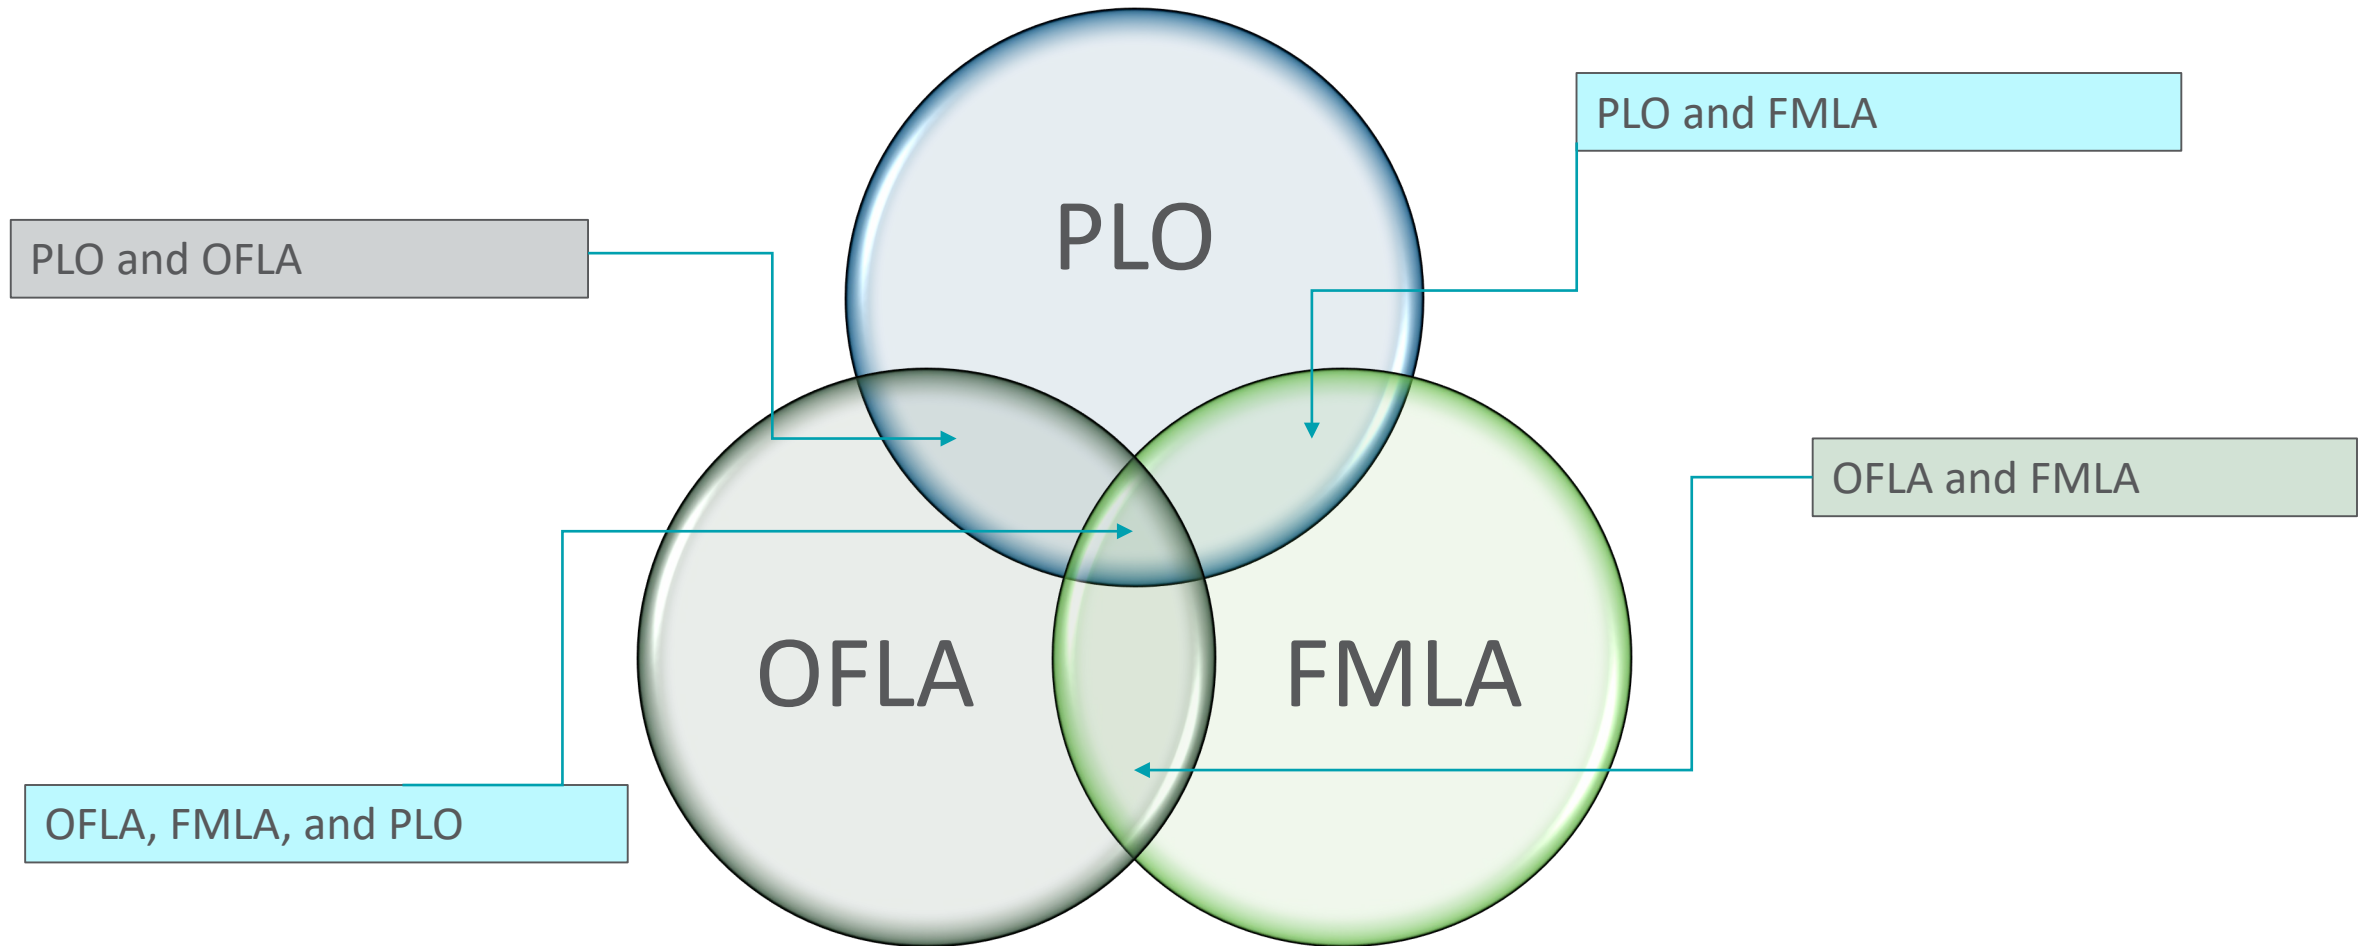 PLO and FMLA
PLO
PLO and OFLA
OFLA and FMLA
OFLA
FMLA
OFLA, FMLA, and PLO